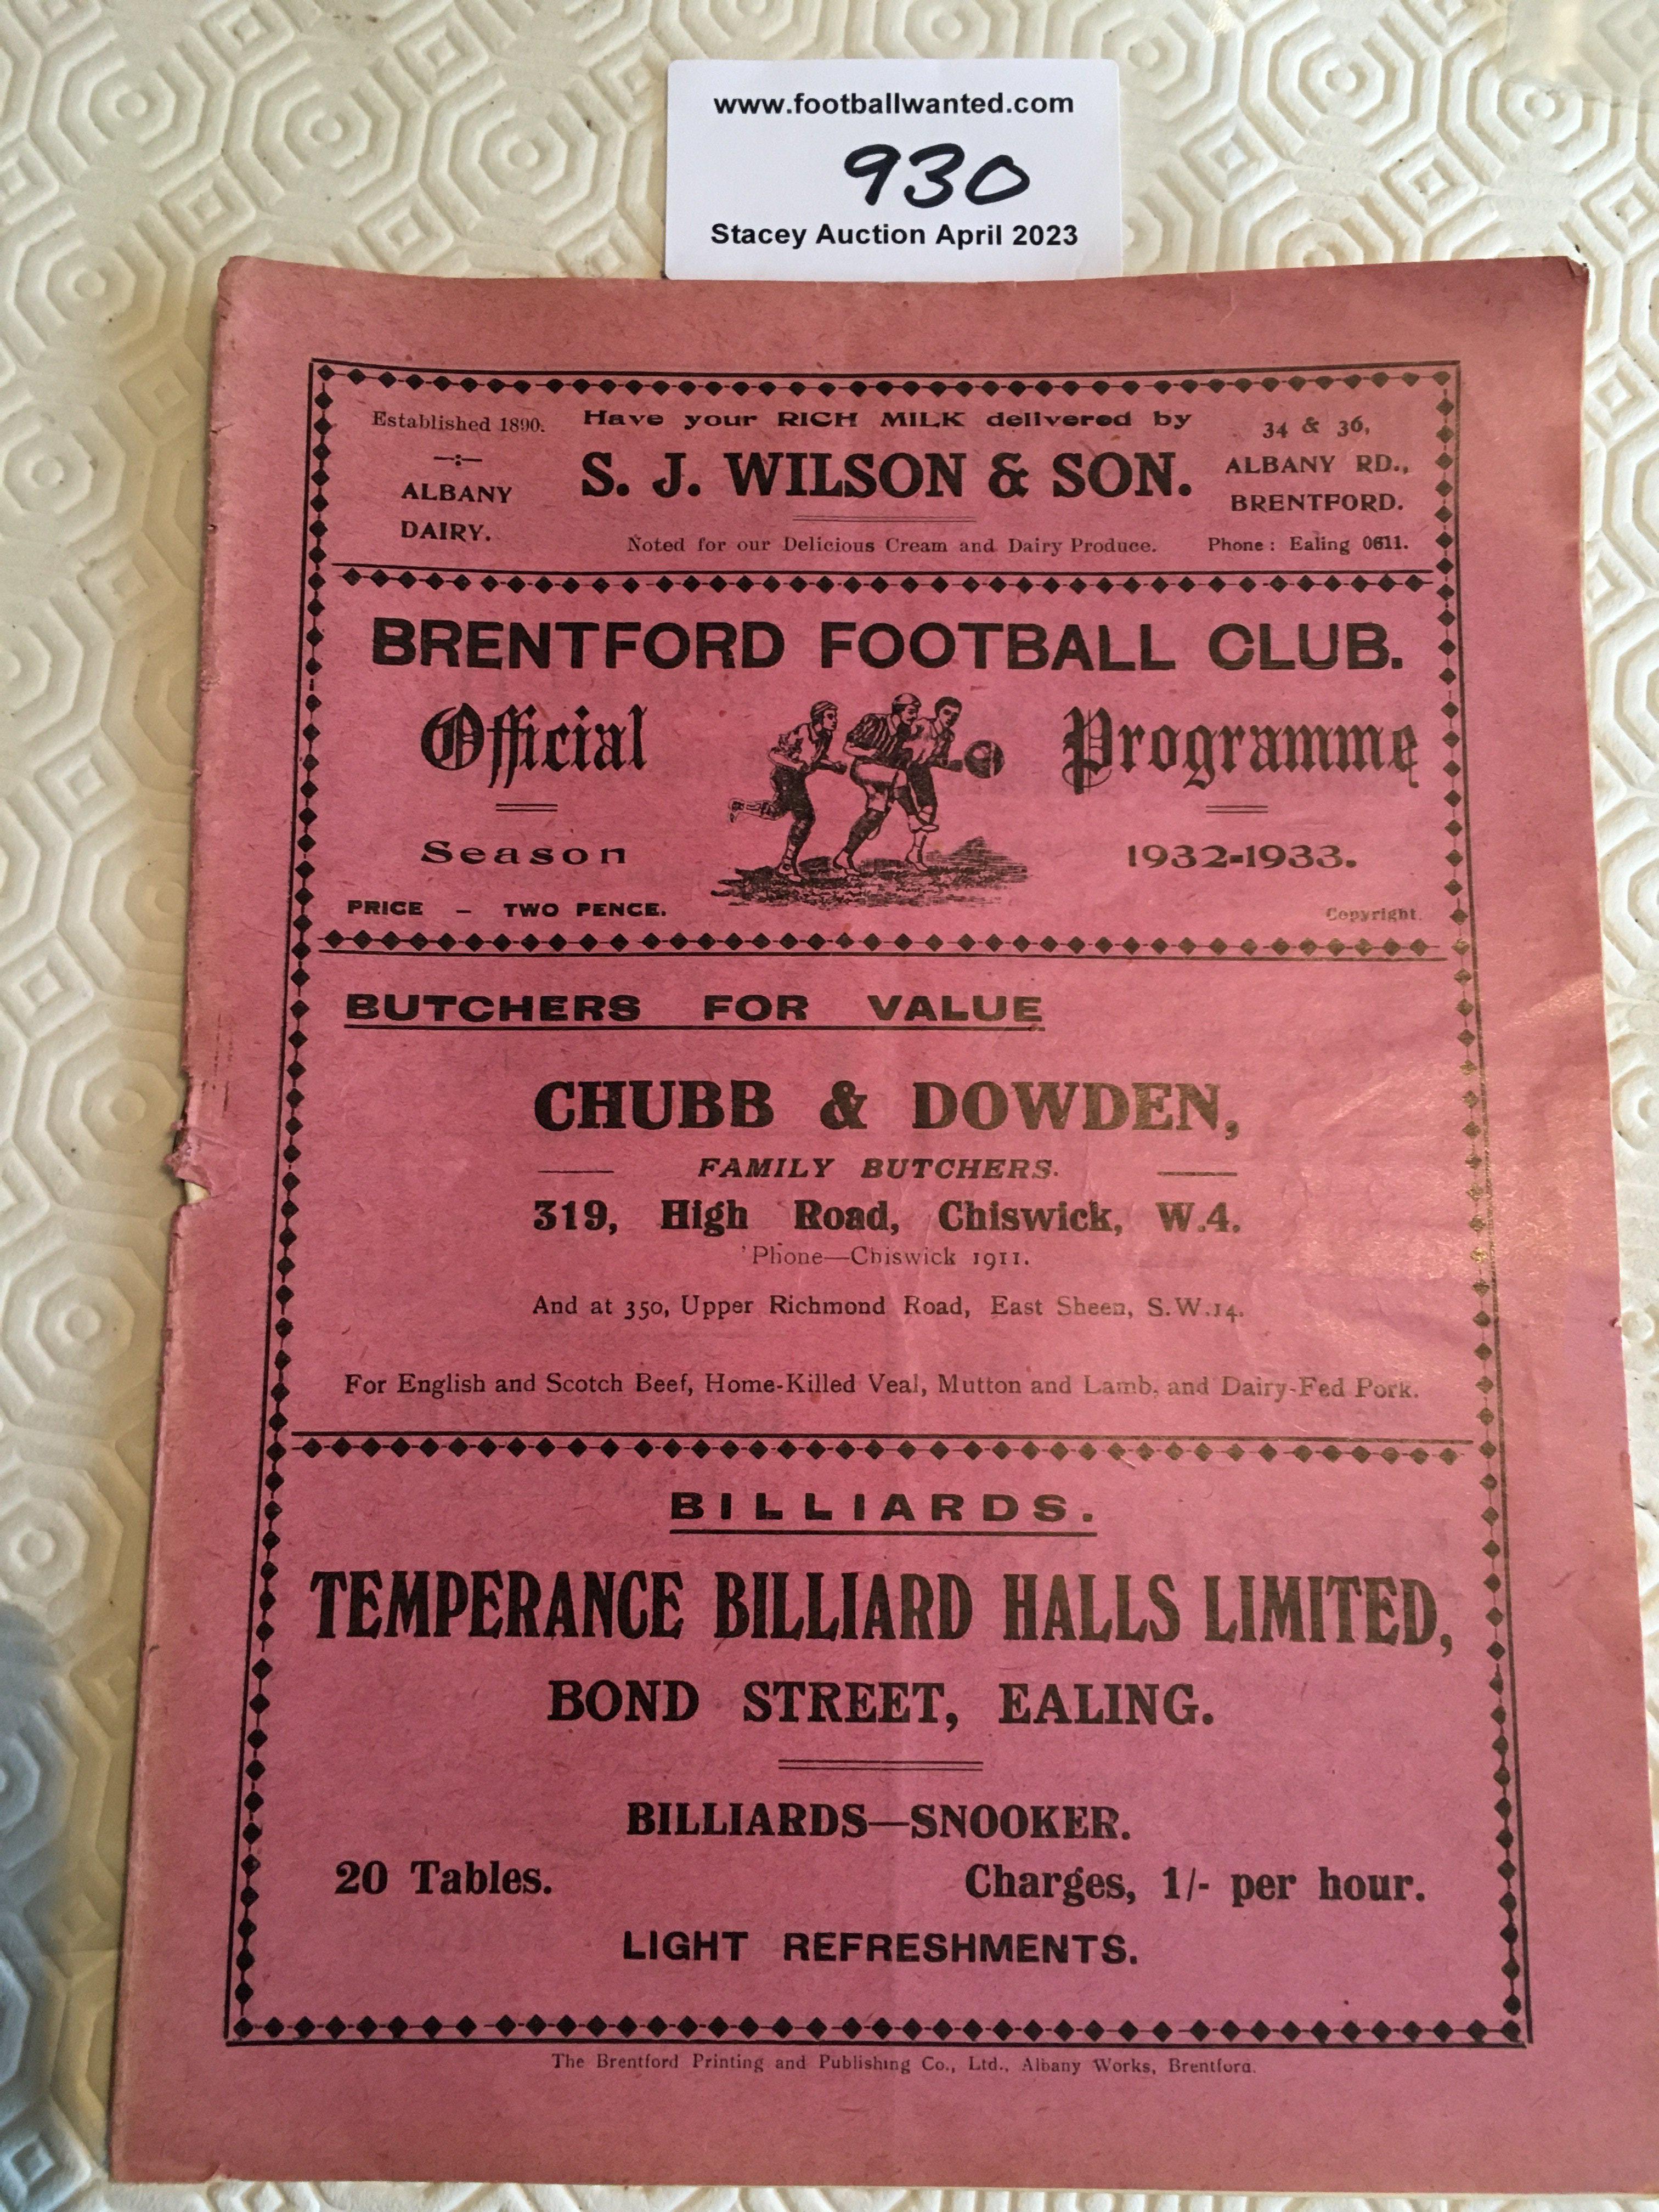 www.footballwanted.com
930
Stacey Auction April 2023
Established 1890.
ALBANY
DAIRY.
Have your RICH MILK delivered by
S. J. WILSON & SON.
Noted for our Delicious Cream and Dairy Produce.
34 & 36,
ALBANY RD.,
BRENTFORD.
Phone: Ealing 0611.
BRENTFORD FOOTBALL CLUB.
Official Programme
Season 1932-1933.
PRICE - TWO PENCE. Copyright.
BUTCHERS FOR VALUE
CHUBB & DOWDEN,
FAMILY BUTCHERS.
319, High Road, Chiswick, W.4.
'Phone—Chiswick 1911.
And at 350, Upper Richmond Road, East Sheen, S.W.14.
For English and Scotch Beef, Home-Killed Veal, Mutton and Lamb, and Dairy-Fed Pork.
BILLIARDS.
TEMPERANCE BILLIARD HALLS LIMITED,
BOND STREET, EALING.
BILLIARDS—SNOOKER.
20 Tables. Charges, 1/- per hour.
LIGHT REFRESHMENTS.
The Brentford Printing and Publishing Co., Ltd., Albany Works, Brentford.